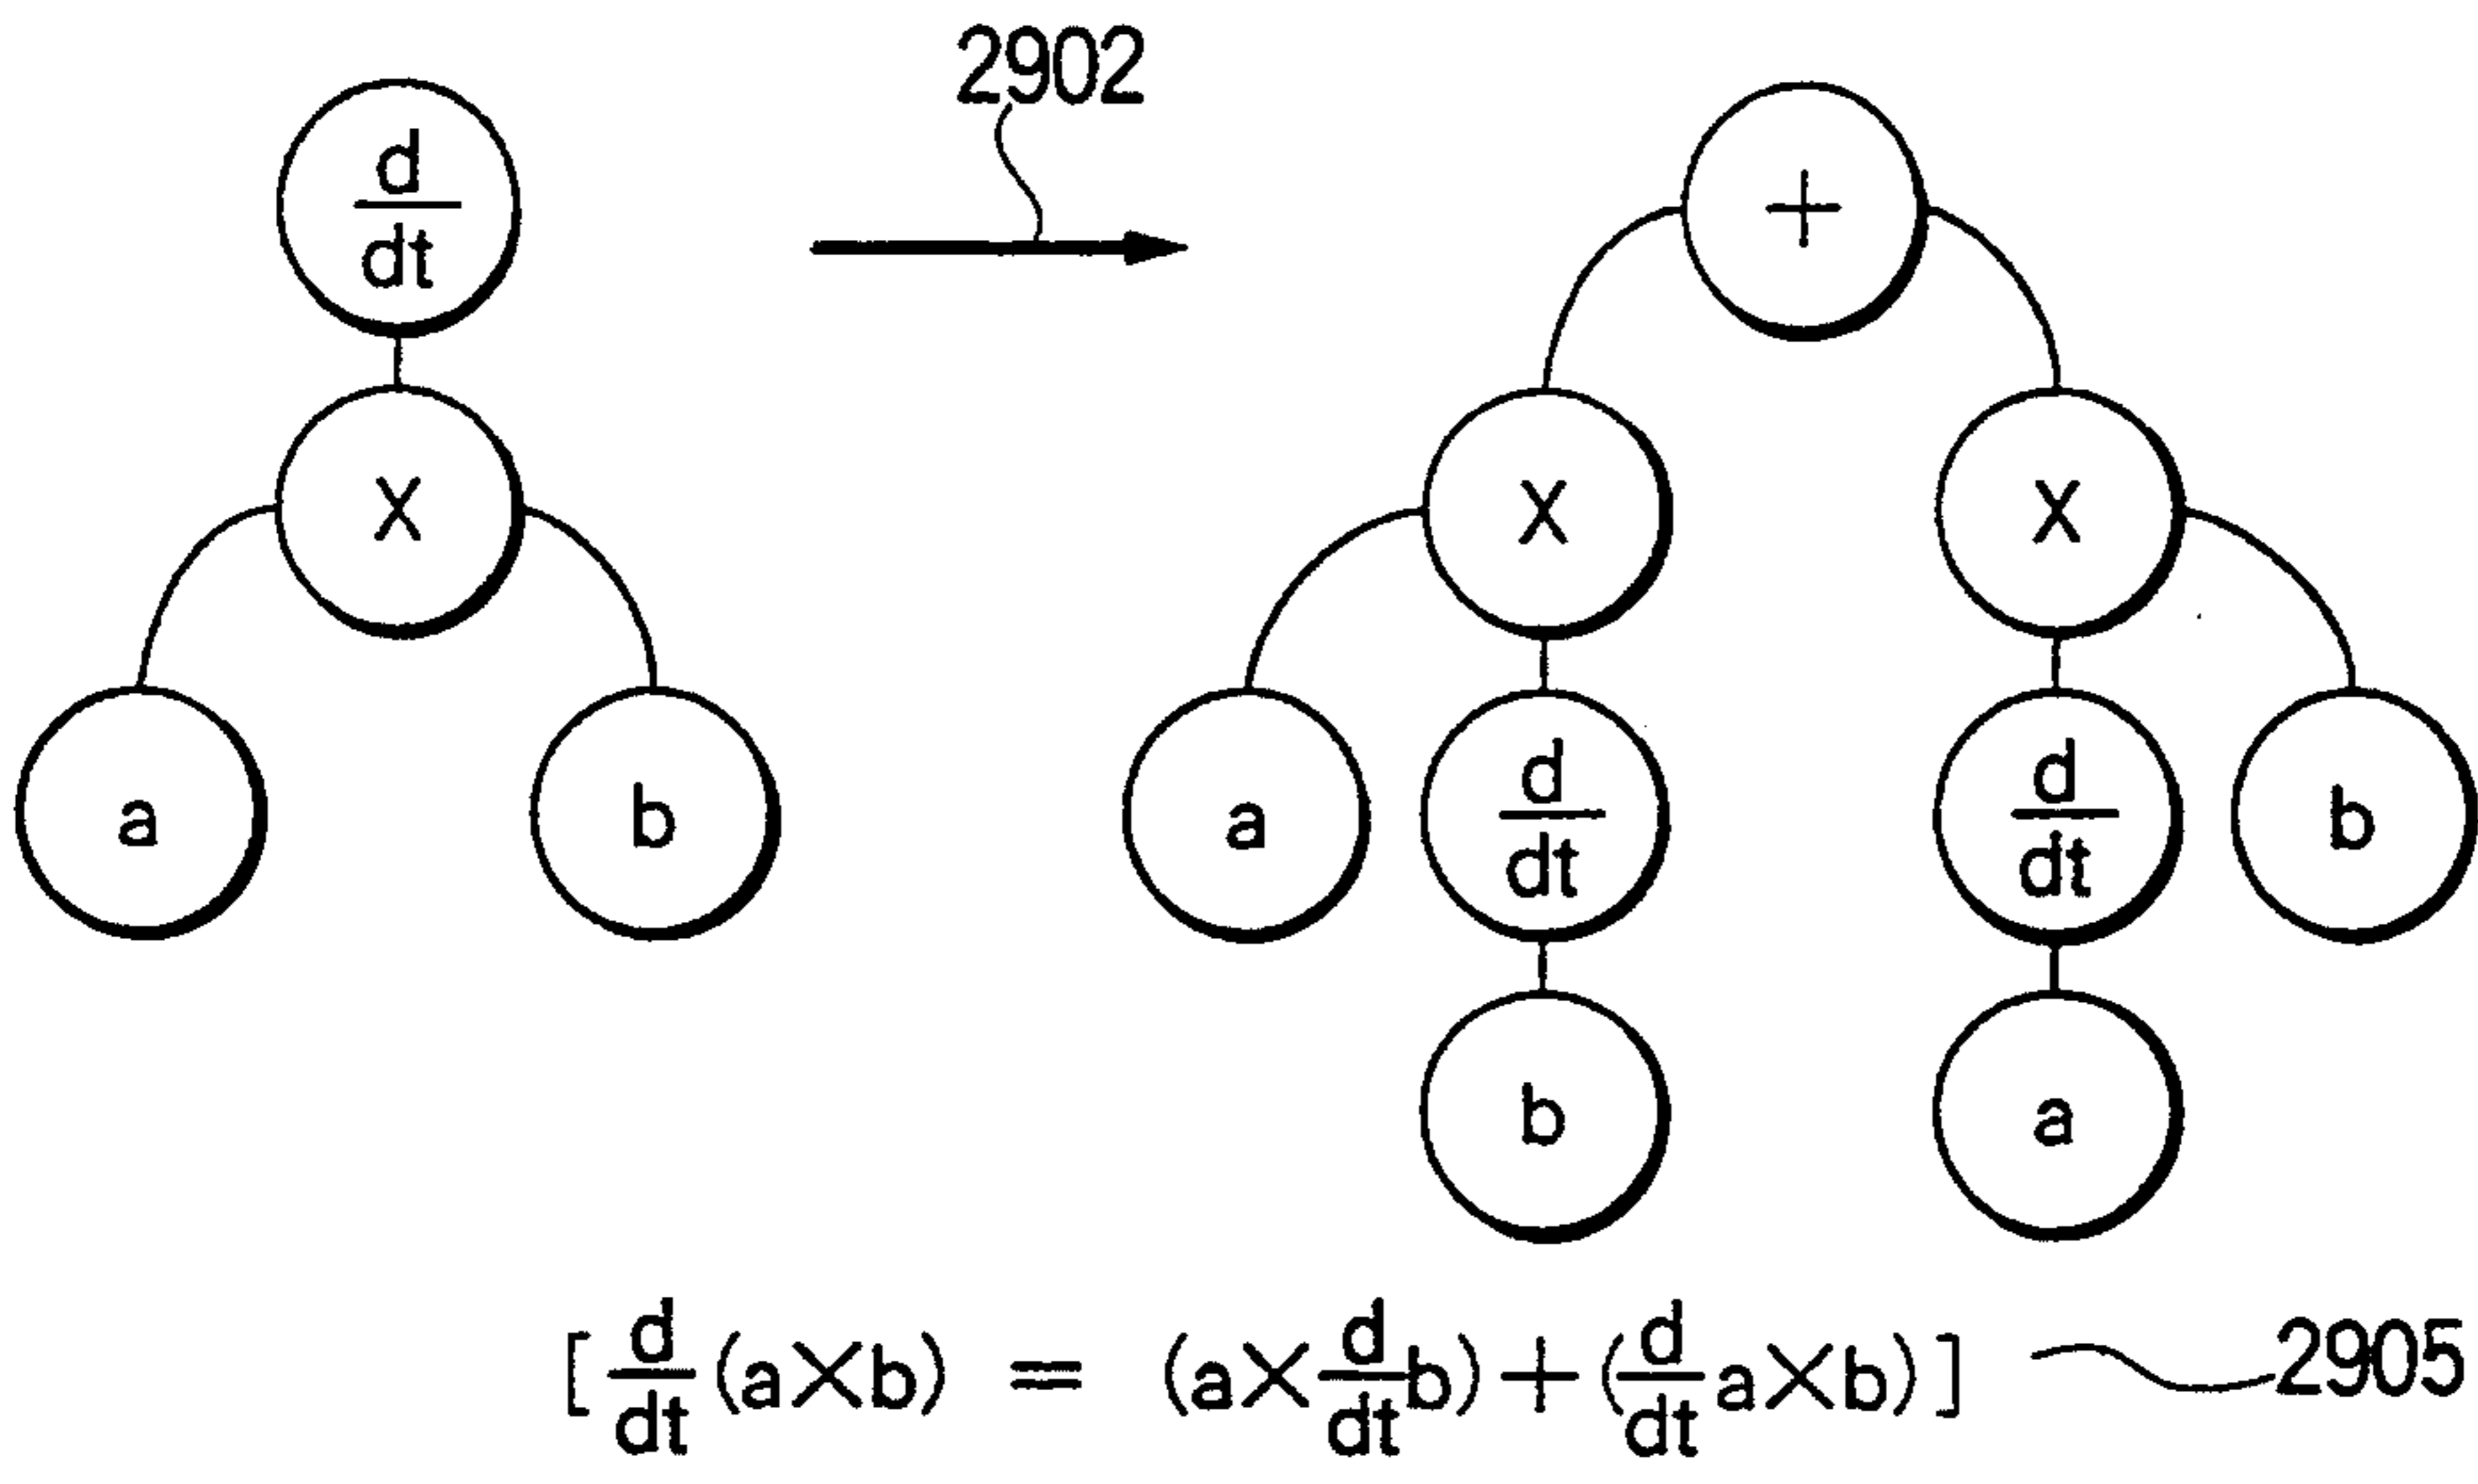 2902
d/dt
+
X
X
X
a
b
a
d/dt
d/dt
b
b
a
[d/dt(a×b) = (a×d/dt b)+(d/dt a×b)]
2905